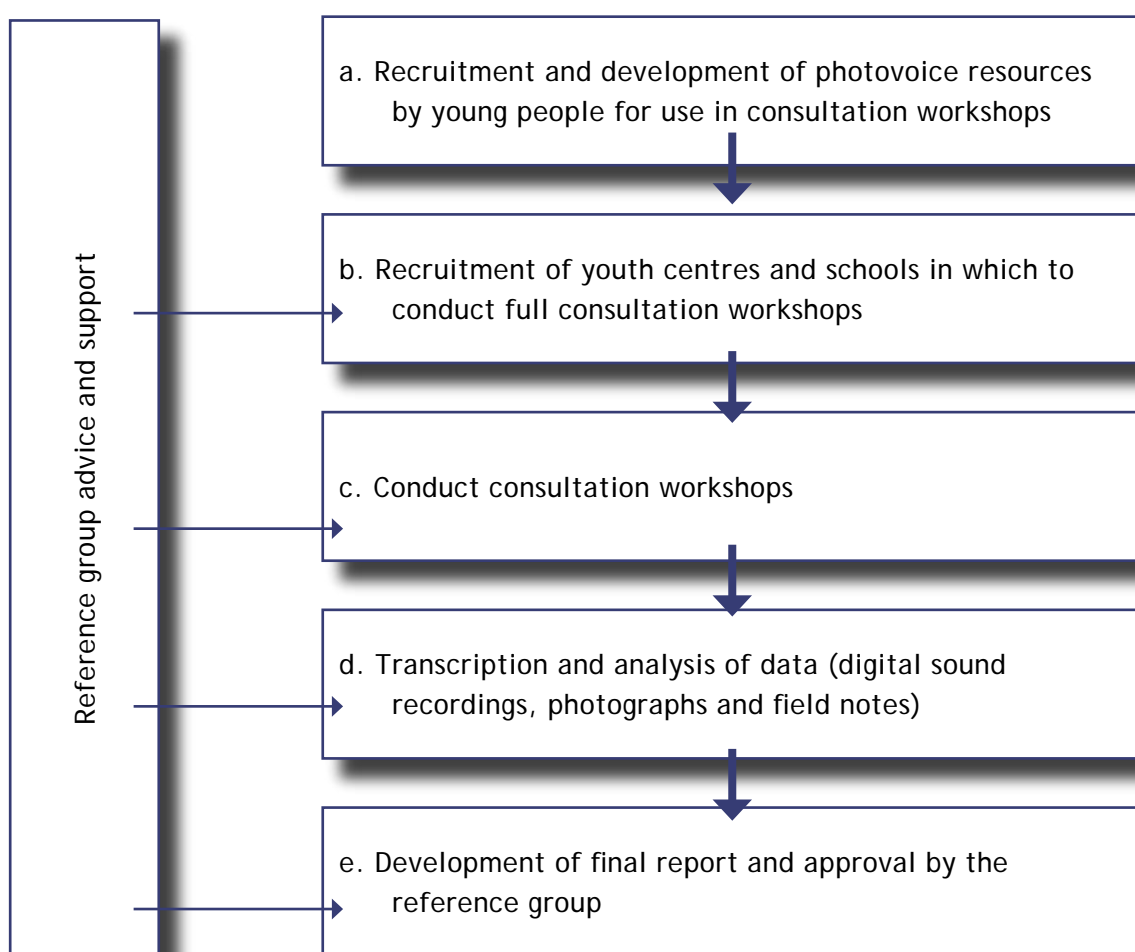 Reference group advice and support
a. Recruitment and development of photovoice resources
by young people for use in consultation workshops
b. Recruitment of youth centres and schools in which to
conduct full consultation workshops
c. Conduct consultation workshops
d. Transcription and analysis of data (digital sound
recordings, photographs and field notes)
e. Development of final report and approval by the
reference group